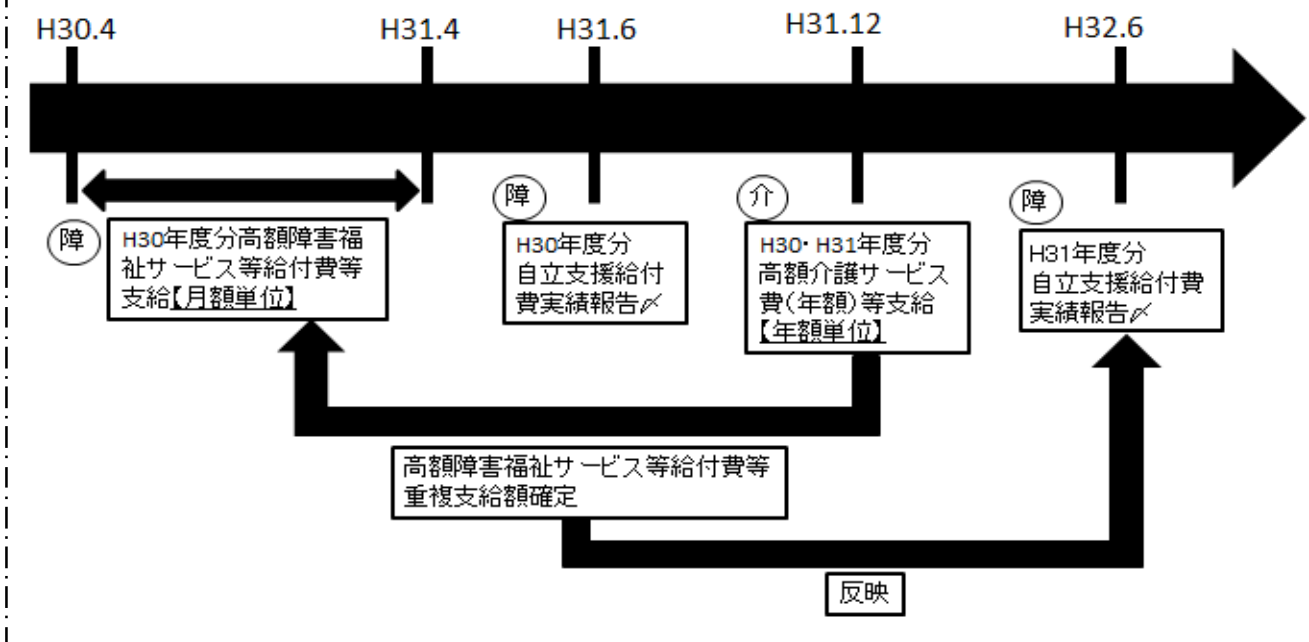 H30.4
H31.4
H31.6
H31.12
H32.6
障
H30年度分高額障害福
祉サービス等給付費等
支給【月額単位】
障
H30年度分
自立支援給付
費実績報告〆
介
H30・H31年度分
高額介護サービス
費(年額)等支給
【年額単位】
障
H31年度分
自立支援給付費
実績報告〆
高額障害福祉サービス等給付費等
重複支給額確定
反映